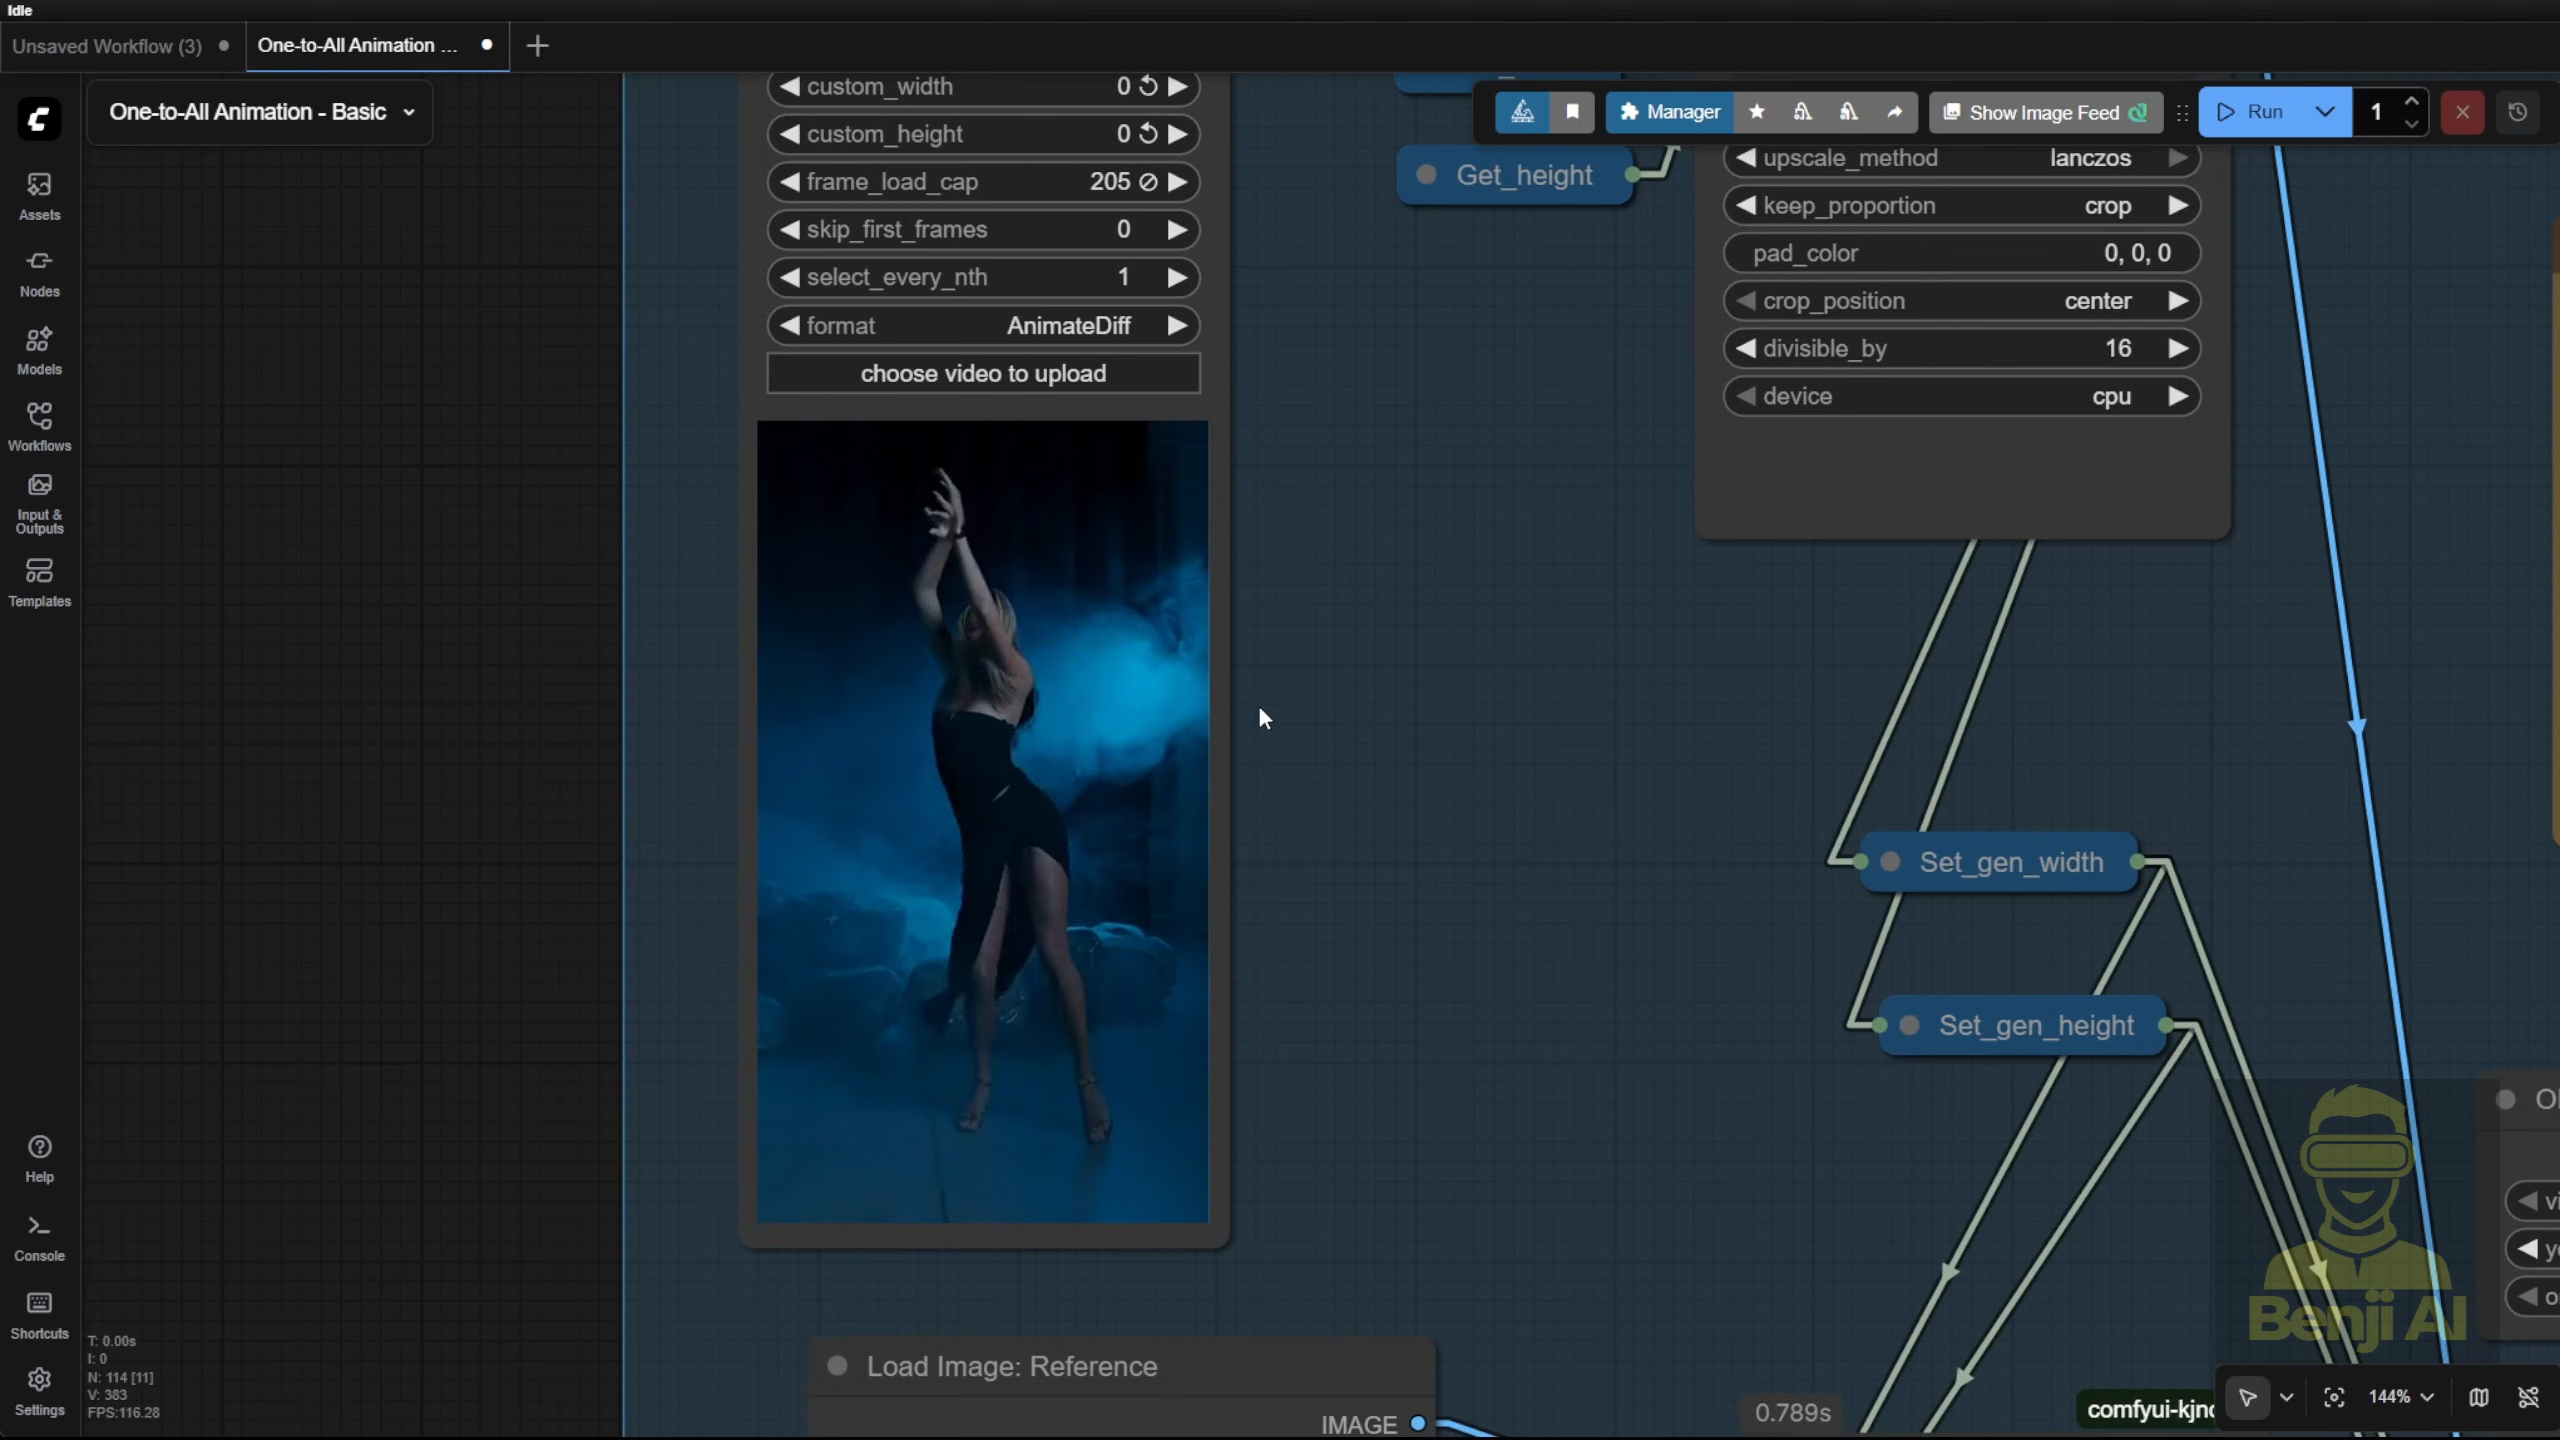 Idle
Unsaved Workflow (3)
One-to-All Animation ...
One-to-All Animation - Basic
Manager
Show Image Feed
Run
1
Assets
Nodes
Models
Workflows
Input &
Outputs
Templates
Help
Console
Shortcuts
Settings
custom_width 0
custom_height 0
frame_load_cap 205
skip_first_frames 0
select_every_nth 1
format AnimateDiff
choose video to upload
Get_height
upscale_method lanczos
keep_proportion crop
pad_color 0, 0, 0
crop_position center
divisible_by 16
device cpu
Set_gen_width
Set_gen_height
Load Image: Reference
IMAGE
0.789s
T: 0.00s
I: 0
N: 114 [11]
V: 383
FPS:116.28
Benji AI
144%